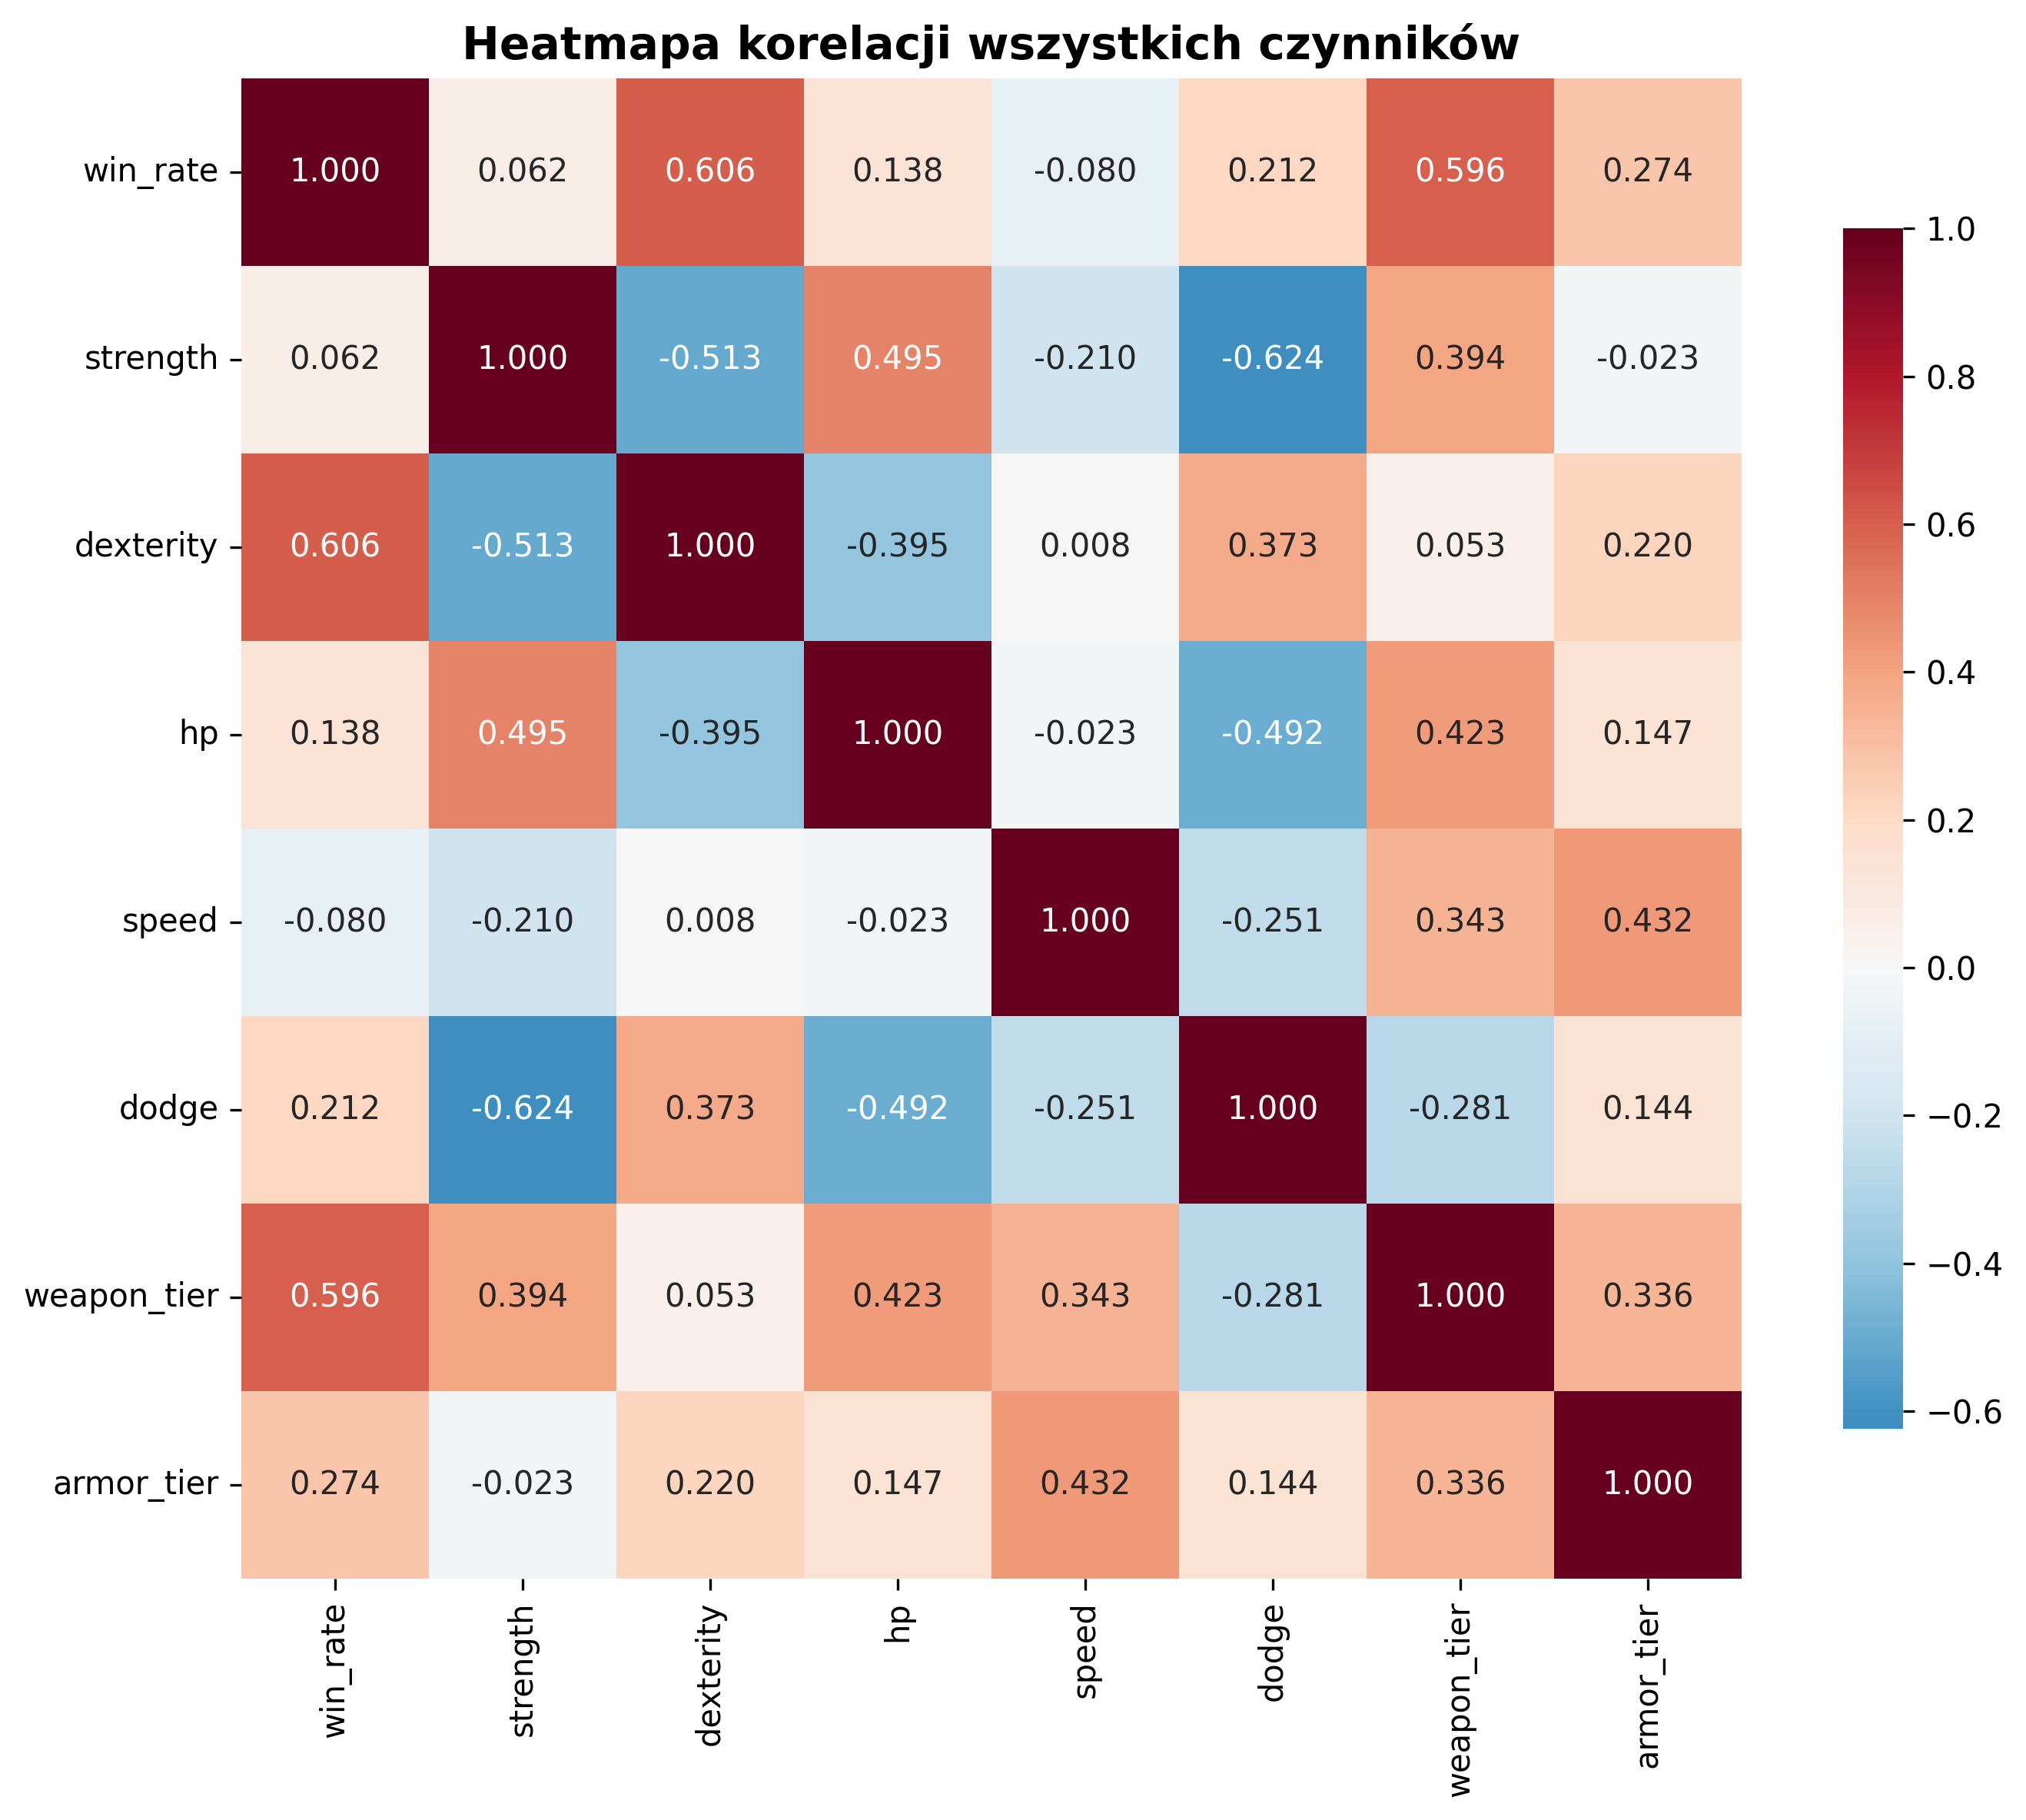 Heatmapa korelacji wszystkich czynników
win_rate 1.000 0.062 0.606 0.138 -0.080 0.212 0.596 0.274
strength 0.062 1.000 -0.513 0.495 -0.210 -0.624 0.394 -0.023
dexterity 0.606 -0.513 1.000 -0.395 0.008 0.373 0.053 0.220
hp 0.138 0.495 -0.395 1.000 -0.023 -0.492 0.423 0.147
speed -0.080 -0.210 0.008 -0.023 1.000 -0.251 0.343 0.432
dodge 0.212 -0.624 0.373 -0.492 -0.251 1.000 -0.281 0.144
weapon_tier 0.596 0.394 0.053 0.423 0.343 -0.281 1.000 0.336
armor_tier 0.274 -0.023 0.220 0.147 0.432 0.144 0.336 1.000
win_rate strength dexterity hp speed dodge weapon_tier armor_tier
1.0
0.8
0.6
0.4
0.2
0.0
−0.2
−0.4
−0.6